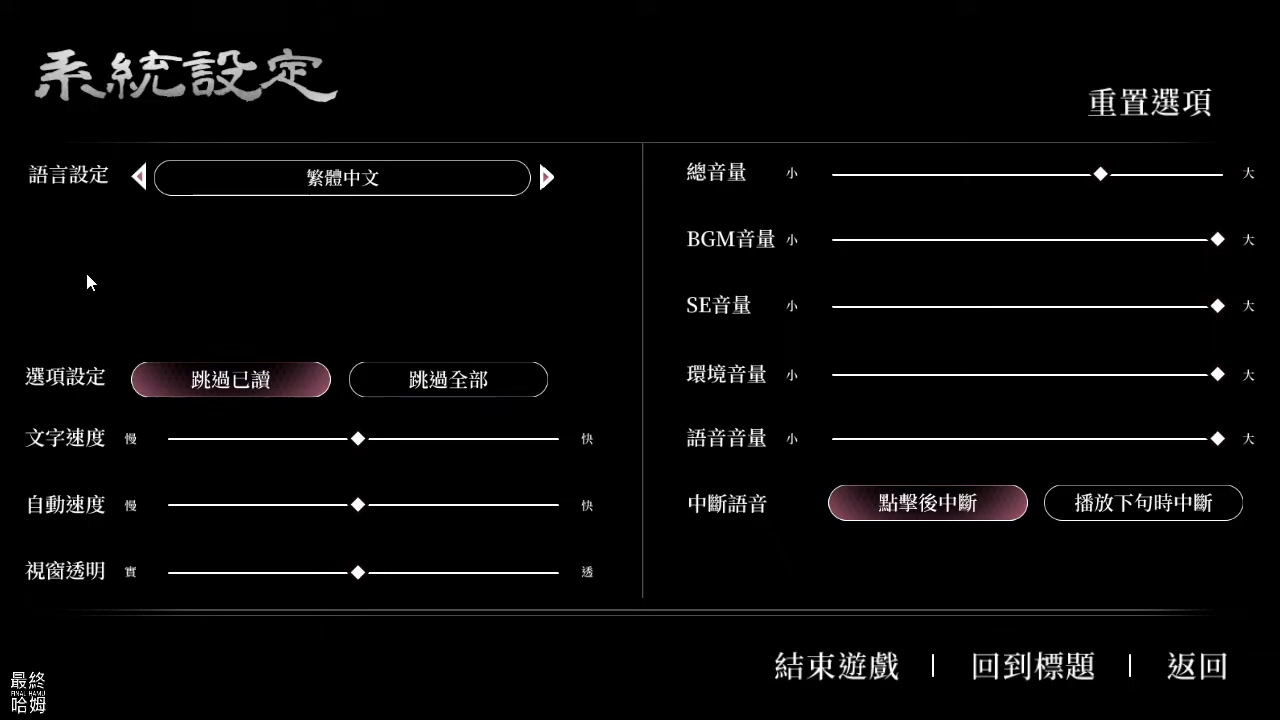 系統設定
重置選項
語言設定 繁體中文
選項設定 跳過已讀 跳過全部
文字速度 慢 快
自動速度 慢 快
視窗透明 實 透
總音量 小 大
BGM音量 小 大
SE音量 小 大
環境音量 小 大
語音音量 小 大
中斷語音 點擊後中斷 播放下句時中斷
結束遊戲 | 回到標題 | 返回
最終
FINAL HAMU
哈姆